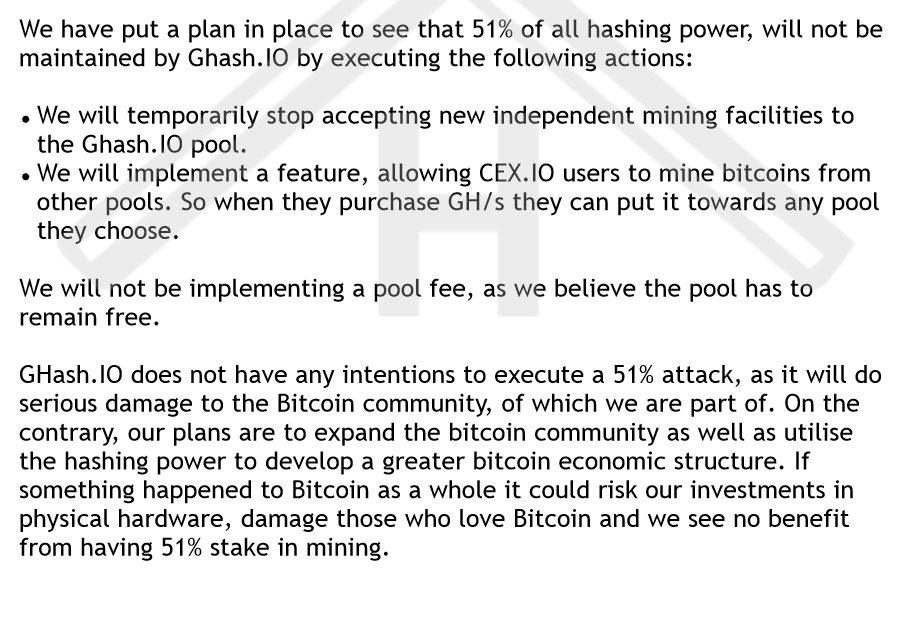 We have put a plan in place to see that 51% of all hashing power, will not be
maintained by Ghash.IO by executing the following actions:
• We will temporarily stop accepting new independent mining facilities to
the Ghash.IO pool.
• We will implement a feature, allowing CEX.IO users to mine bitcoins from
other pools. So when they purchase GH/s they can put it towards any pool
they choose.
We will not be implementing a pool fee, as we believe the pool has to
remain free.
GHash.IO does not have any intentions to execute a 51% attack, as it will do
serious damage to the Bitcoin community, of which we are part of. On the
contrary, our plans are to expand the bitcoin community as well as utilise
the hashing power to develop a greater bitcoin economic structure. If
something happened to Bitcoin as a whole it could risk our investments in
physical hardware, damage those who love Bitcoin and we see no benefit
from having 51% stake in mining.
H